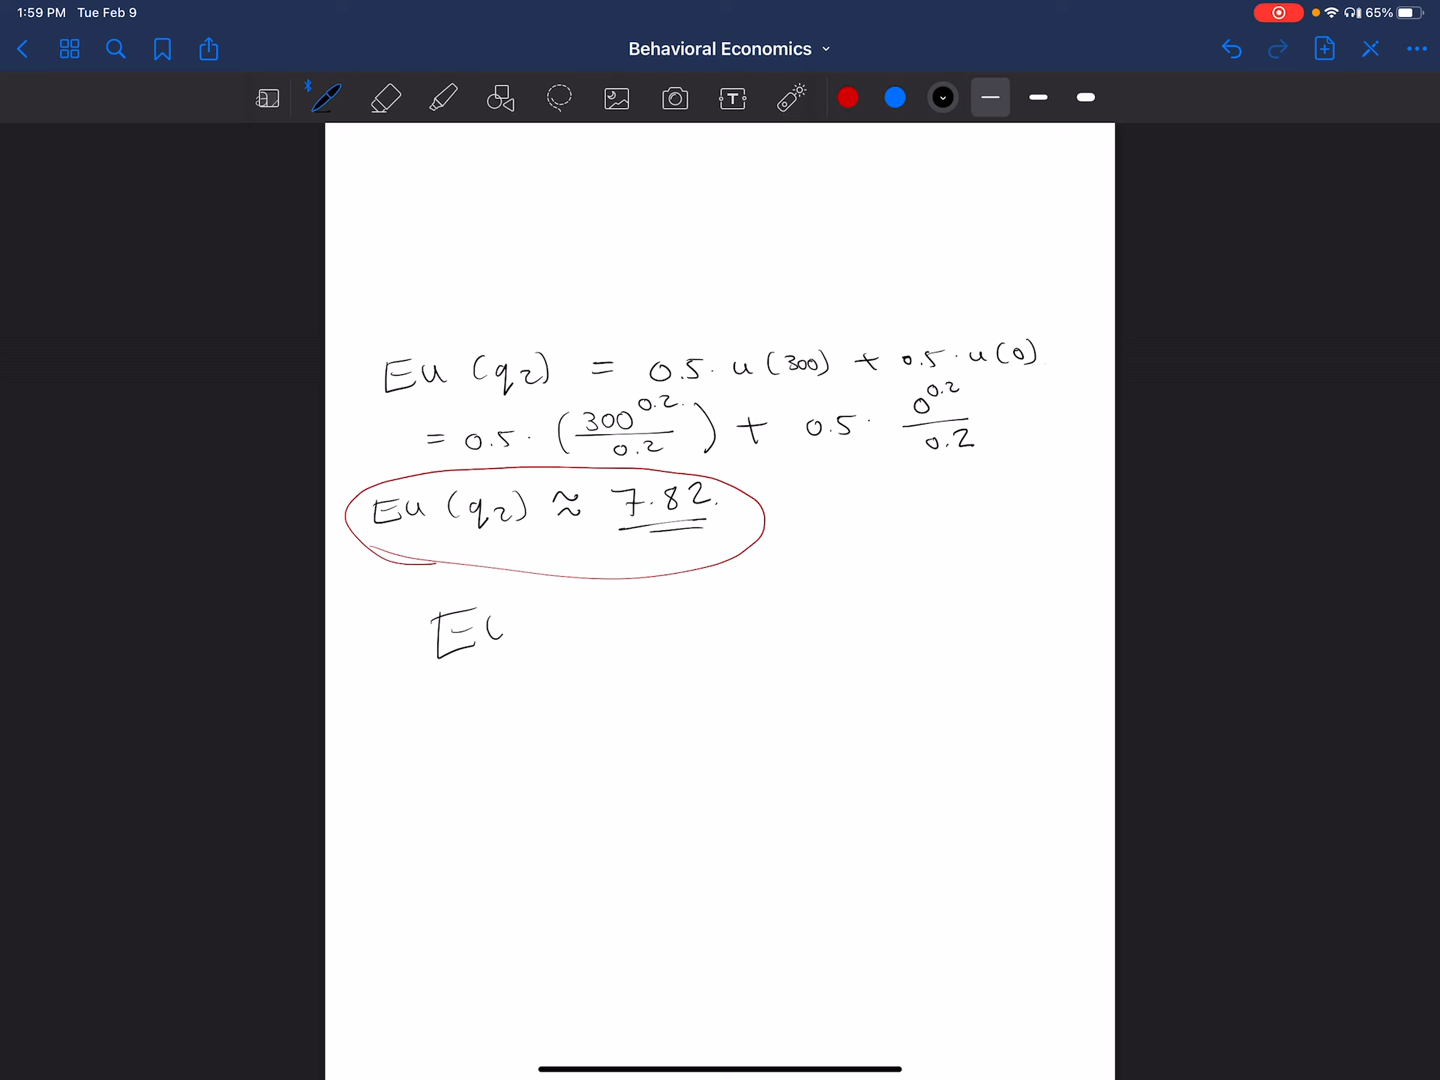 1:59 PM Tue Feb 9
65%
Behavioral Economics
T
Eu (q2) = 0.5 · u (300) + 0.5 · u (0)
= 0.5 · (300^0.2 / 0.2) + 0.5 · 0^0.2 / 0.2
Eu (q2) ≈ 7.82.
E(